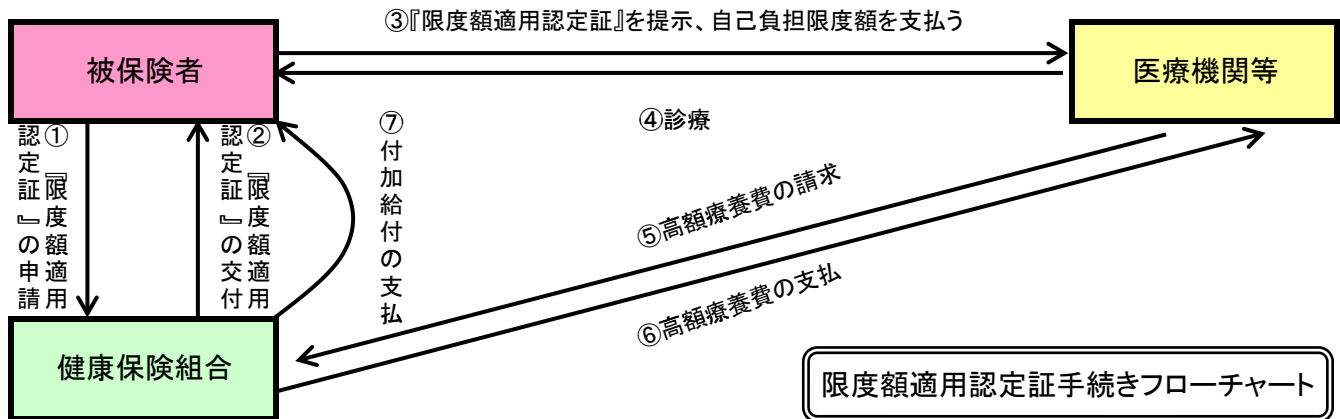 ③『限度額適用認定証』を提示、自己負担限度額を支払う
被保険者
医療機関等
④診療
①『限度額適用
認定証』の申請
②『限度額適用
認定証』の交付
⑦付加給付の支払
⑤高額療養費の請求
⑥高額療養費の支払
健康保険組合
限度額適用認定証手続きフローチャート